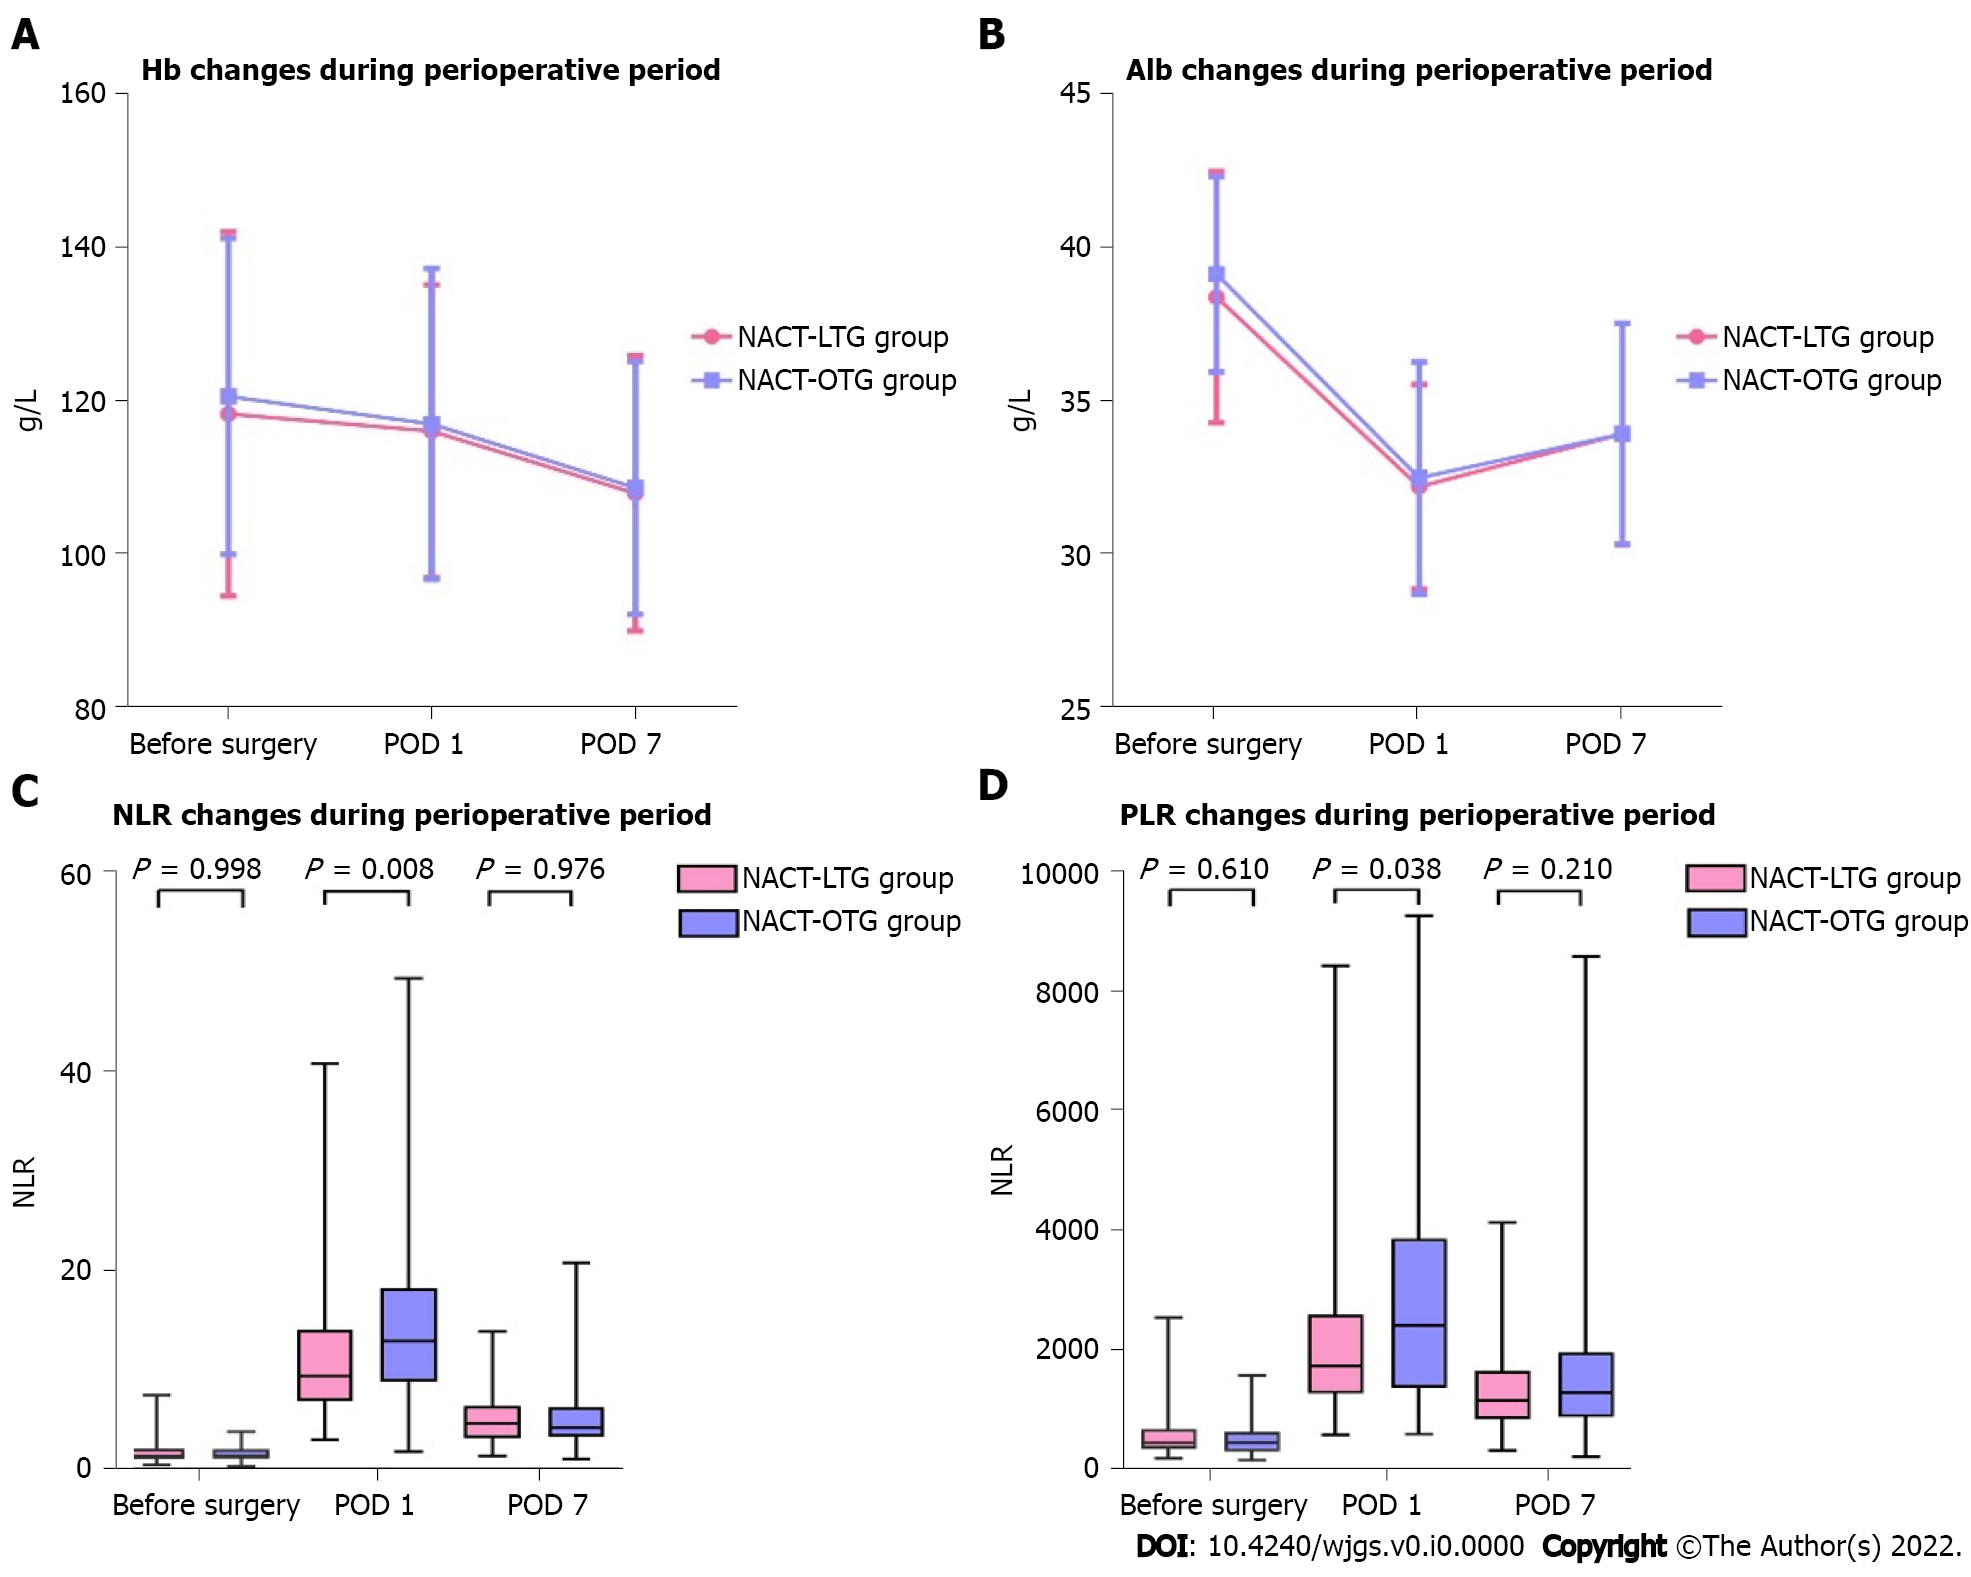 A
Hb changes during perioperative period
160
140
120
100
80
g/L
Before surgery
POD 1
POD 7
NACT-LTG group
NACT-OTG group
B
Alb changes during perioperative period
45
40
35
30
25
g/L
Before surgery
POD 1
POD 7
NACT-LTG group
NACT-OTG group
C
NLR changes during perioperative period
P = 0.998
P = 0.008
P = 0.976
NACT-LTG group
NACT-OTG group
60
40
20
0
NLR
Before surgery
POD 1
POD 7
D
PLR changes during perioperative period
P = 0.610
P = 0.038
P = 0.210
NACT-LTG group
NACT-OTG group
10000
8000
6000
4000
2000
0
NLR
Before surgery
POD 1
POD 7
DOI: 10.4240/wjgs.v0.i0.0000 Copyright ©The Author(s) 2022.